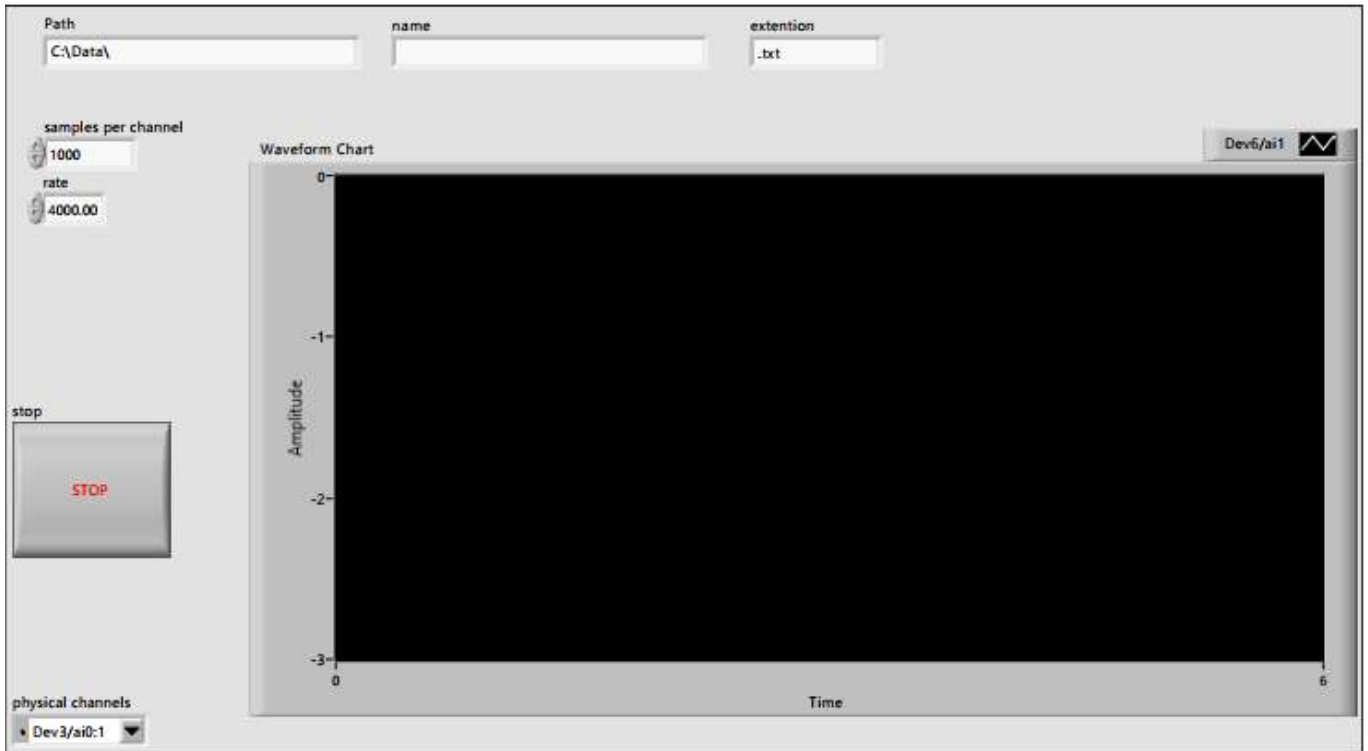 Path
C:\Data\
name
extention
.txt
samples per channel
1000
rate
4000.00
Waveform Chart
Dev6/ai1
0
-1
-2
-3
Amplitude
0
6
Time
stop
STOP
physical channels
Dev3/ai0:1